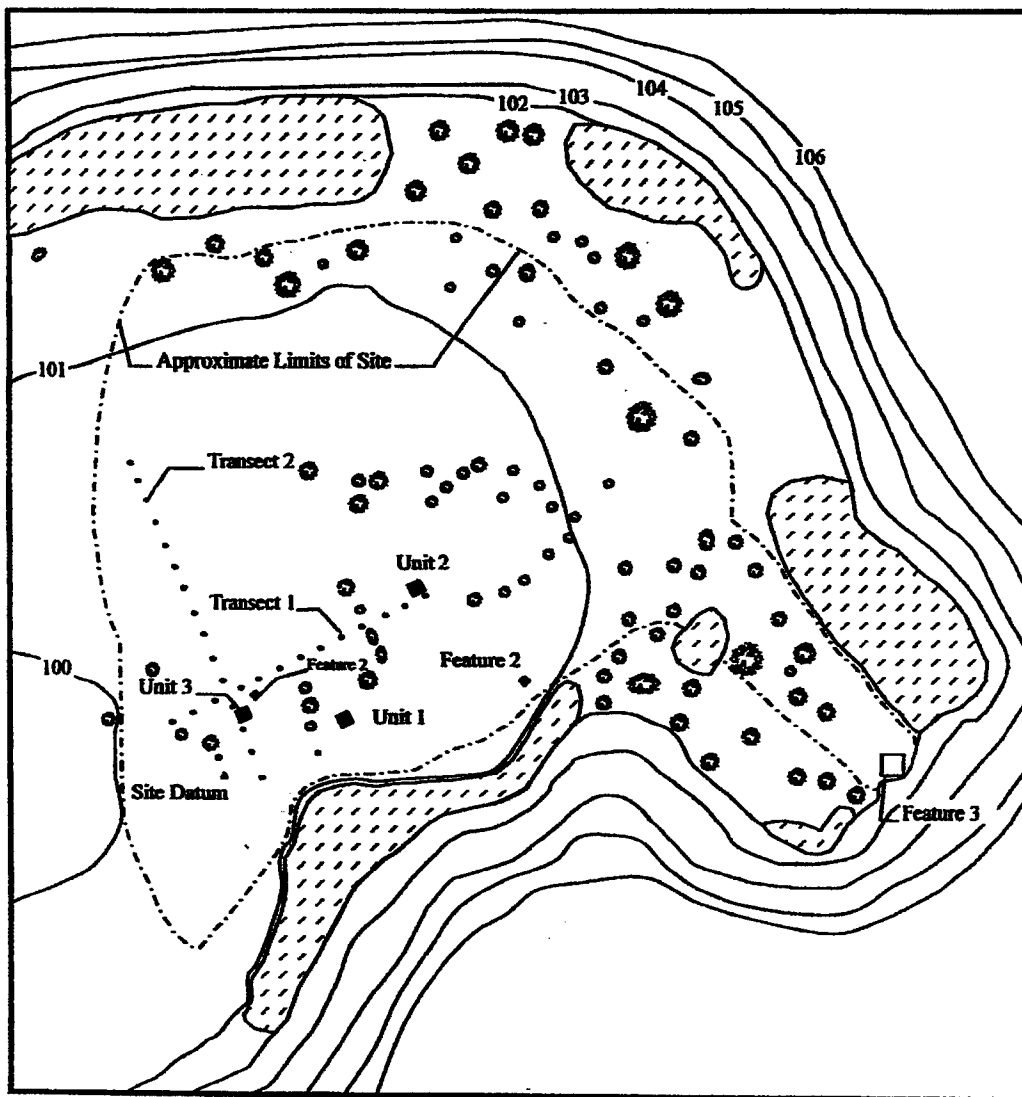 102
103
104
105
106
101
Approximate Limits of Site
Transect 2
Unit 2
Transect 1
Feature 2
Feature 2
100
Unit 3
Unit 1
Site Datum
Feature 3